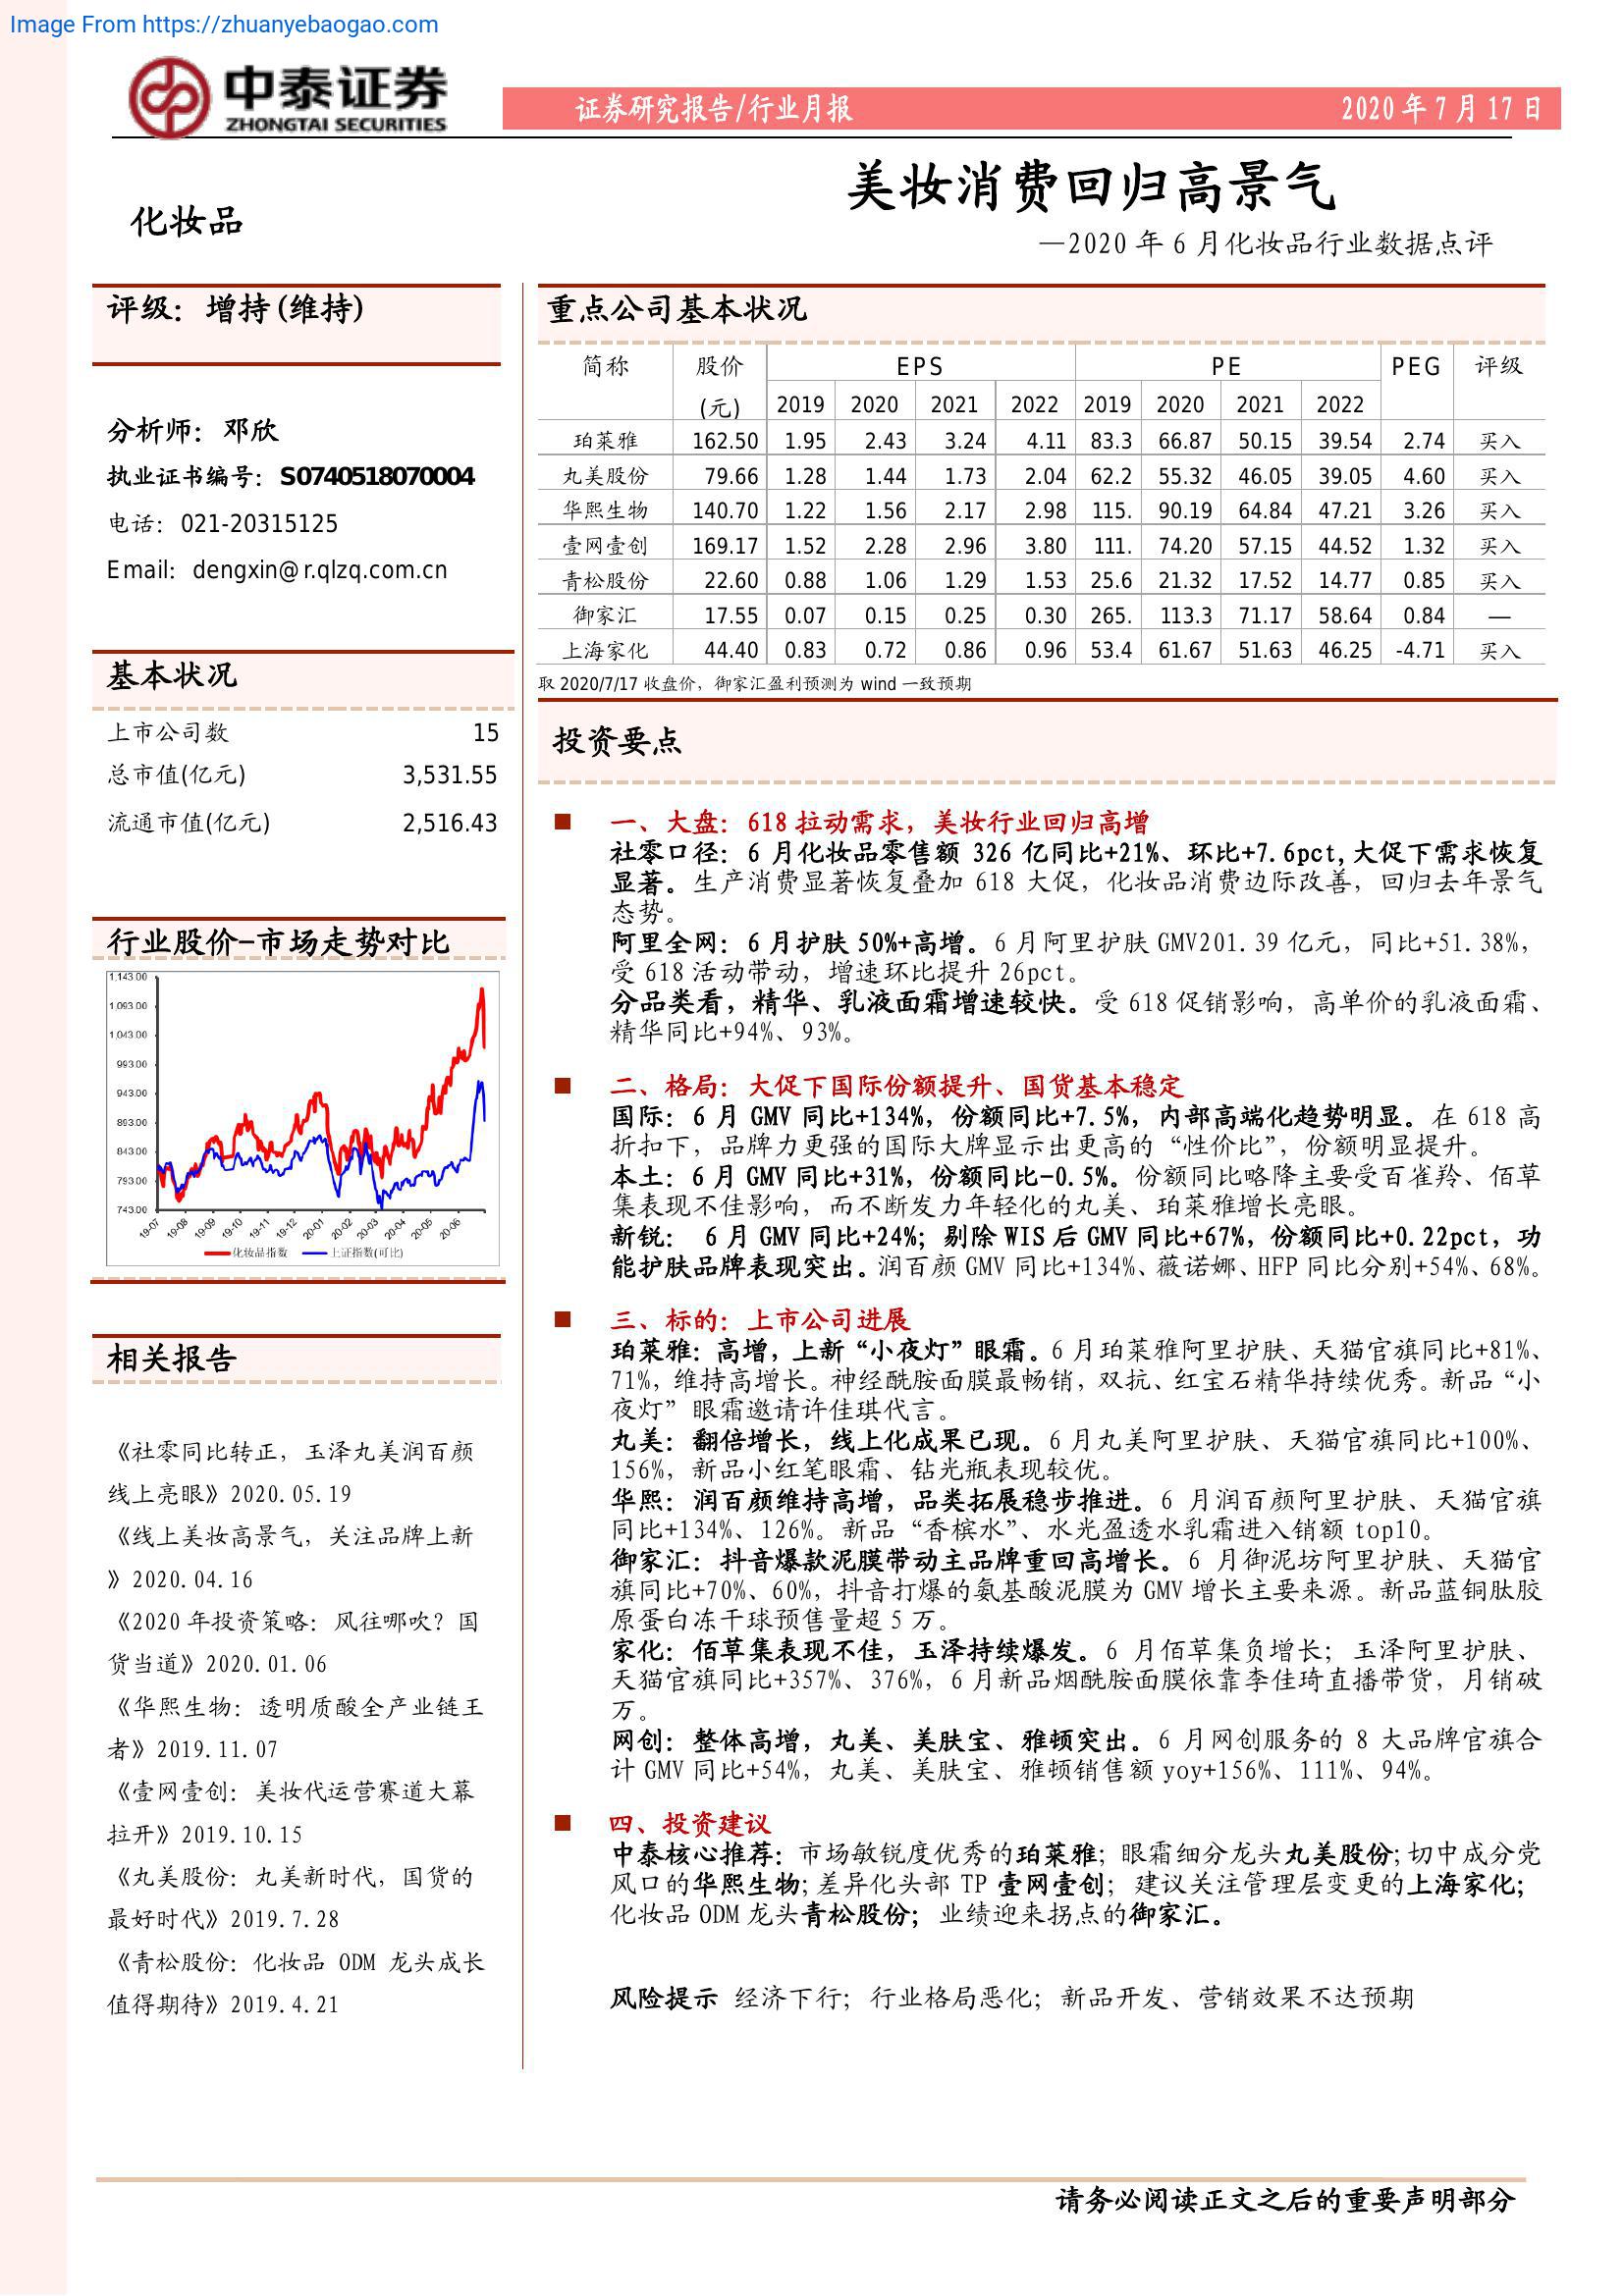 Image From https://zhuanyebaogao.com
中泰证券
ZHONGTAI SECURITIES
证券研究报告/行业月报 2020 年 7 月 17 日
化妆品
美妆消费回归高景气
—2020 年 6 月化妆品行业数据点评
评级：增持(维持)
分析师：邓欣
执业证书编号：S0740518070004
电话：021-20315125
Email：dengxin@r.qlzq.com.cn
基本状况
上市公司数 15
总市值(亿元) 3,531.55
流通市值(亿元) 2,516.43
行业股价-市场走势对比
1,143.00
1,093.00
1,043.00
993.00
943.00
893.00
843.00
793.00
743.00
19-07 19-08 19-09 19-10 19-11 19-12 20-01 20-02 20-03 20-04 20-05 20-06
化妆品指数 上证指数(可比)
相关报告
《社零同比转正，玉泽丸美润百颜
线上亮眼》2020.05.19
《线上美妆高景气，关注品牌上新
》2020.04.16
《2020 年投资策略：风往哪吹？国
货当道》2020.01.06
《华熙生物：透明质酸全产业链王
者》2019.11.07
《壹网壹创：美妆代运营赛道大幕
拉开》2019.10.15
《丸美股份：丸美新时代，国货的
最好时代》2019.7.28
《青松股份：化妆品 ODM 龙头成长
值得期待》2019.4.21
重点公司基本状况
简称 股价 EPS PE PEG 评级
(元) 2019 2020 2021 2022 2019 2020 2021 2022
珀莱雅 162.50 1.95 2.43 3.24 4.11 83.3 66.87 50.15 39.54 2.74 买入
丸美股份 79.66 1.28 1.44 1.73 2.04 62.2 55.32 46.05 39.05 4.60 买入
华熙生物 140.70 1.22 1.56 2.17 2.98 115. 90.19 64.84 47.21 3.26 买入
壹网壹创 169.17 1.52 2.28 2.96 3.80 111. 74.20 57.15 44.52 1.32 买入
青松股份 22.60 0.88 1.06 1.29 1.53 25.6 21.32 17.52 14.77 0.85 买入
御家汇 17.55 0.07 0.15 0.25 0.30 265. 113.3 71.17 58.64 0.84 —
上海家化 44.40 0.83 0.72 0.86 0.96 53.4 61.67 51.63 46.25 -4.71 买入
取 2020/7/17 收盘价，御家汇盈利预测为 wind 一致预期
投资要点
■ 一、大盘：618 拉动需求，美妆行业回归高增
社零口径：6 月化妆品零售额 326 亿同比+21%、环比+7.6pct,大促下需求恢复
显著。生产消费显著恢复叠加 618 大促，化妆品消费边际改善，回归去年景气
态势。
阿里全网：6 月护肤 50%+高增。6 月阿里护肤 GMV201.39 亿元，同比+51.38%，
受 618 活动带动，增速环比提升 26pct。
分品类看，精华、乳液面霜增速较快。受 618 促销影响，高单价的乳液面霜、
精华同比+94%、93%。
■ 二、格局：大促下国际份额提升、国货基本稳定
国际：6 月 GMV 同比+134%，份额同比+7.5%，内部高端化趋势明显。在 618 高
折扣下，品牌力更强的国际大牌显示出更高的“性价比”，份额明显提升。
本土：6 月 GMV 同比+31%，份额同比-0.5%。份额同比略降主要受百雀羚、佰草
集表现不佳影响，而不断发力年轻化的丸美、珀莱雅增长亮眼。
新锐： 6 月 GMV 同比+24%；剔除 WIS 后 GMV 同比+67%，份额同比+0.22pct，功
能护肤品牌表现突出。润百颜 GMV 同比+134%、薇诺娜、HFP 同比分别+54%、68%。
■ 三、标的：上市公司进展
珀莱雅：高增，上新“小夜灯”眼霜。6 月珀莱雅阿里护肤、天猫官旗同比+81%、
71%，维持高增长。神经酰胺面膜最畅销，双抗、红宝石精华持续优秀。新品“小
夜灯”眼霜邀请许佳琪代言。
丸美：翻倍增长，线上化成果已现。6 月丸美阿里护肤、天猫官旗同比+100%、
156%，新品小红笔眼霜、钻光瓶表现较优。
华熙：润百颜维持高增，品类拓展稳步推进。6 月润百颜阿里护肤、天猫官旗
同比+134%、126%。新品“香槟水”、水光盈透水乳霜进入销额 top10。
御家汇：抖音爆款泥膜带动主品牌重回高增长。6 月御泥坊阿里护肤、天猫官
旗同比+70%、60%，抖音打爆的氨基酸泥膜为 GMV 增长主要来源。新品蓝铜肽胶
原蛋白冻干球预售量超 5 万。
家化：佰草集表现不佳，玉泽持续爆发。6 月佰草集负增长；玉泽阿里护肤、
天猫官旗同比+357%、376%，6 月新品烟酰胺面膜依靠李佳琦直播带货，月销破
万。
网创：整体高增，丸美、美肤宝、雅顿突出。6 月网创服务的 8 大品牌官旗合
计 GMV 同比+54%，丸美、美肤宝、雅顿销售额 yoy+156%、111%、94%。
■ 四、投资建议
中泰核心推荐：市场敏锐度优秀的珀莱雅；眼霜细分龙头丸美股份;切中成分党
风口的华熙生物;差异化头部 TP 壹网壹创；建议关注管理层变更的上海家化；
化妆品 ODM 龙头青松股份；业绩迎来拐点的御家汇。
风险提示 经济下行；行业格局恶化；新品开发、营销效果不达预期
请务必阅读正文之后的重要声明部分